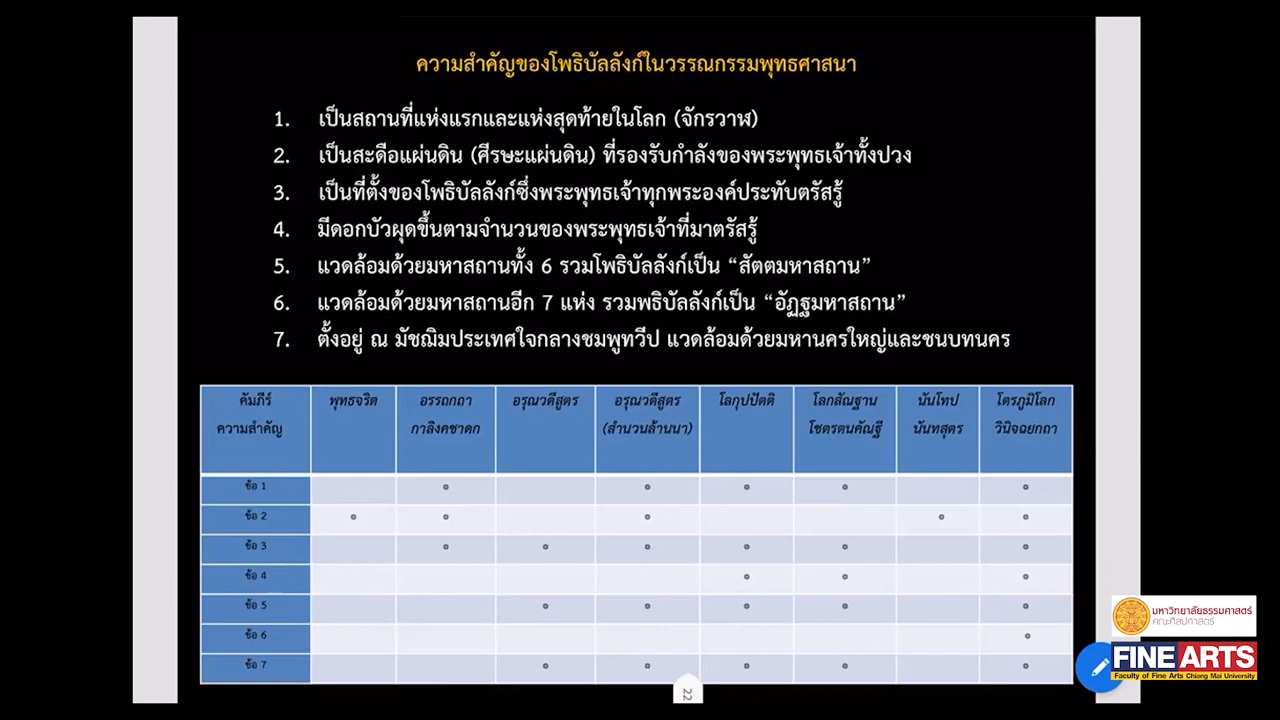 ความสำคัญของโพธิบัลลังก์ในวรรณกรรมพุทธศาสนา
1. เป็นสถานที่แห่งแรกและแห่งสุดท้ายในโลก (จักรวาฬ)
2. เป็นสะดือแผ่นดิน (ศีรษะแผ่นดิน) ที่รองรับกำลังของพระพุทธเจ้าทั้งปวง
3. เป็นที่ตั้งของโพธิบัลลังก์ซึ่งพระพุทธเจ้าทุกพระองค์ประทับตรัสรู้
4. มีดอกบัวผุดขึ้นตามจำนวนของพระพุทธเจ้าที่มาตรัสรู้
5. แวดล้อมด้วยมหาสถานทั้ง 6 รวมโพธิบัลลังก์เป็น “สัตตมหาสถาน”
6. แวดล้อมด้วยมหาสถานอีก 7 แห่ง รวมพธิบัลลังก์เป็น “อัฏฐมหาสถาน”
7. ตั้งอยู่ ณ มัชฌิมประเทศใจกลางชมพูทวีป แวดล้อมด้วยมหานครใหญ่และชนบทนคร
คัมภีร์ พุทธจริต อรรถกถา อรุณวดีสูตร อรุณวดีสูตร โลกุปปัตติ โลกสัณฐาน นันโทป ไตรภูมิโลก
ความสำคัญ กาลิงคชาดก (สำนวนล้านนา) โชตรตนคัณฐี นันทสุตร วินิจฉยกถา
ข้อ 1
ข้อ 2
ข้อ 3
ข้อ 4
ข้อ 5
ข้อ 6
ข้อ 7
22
มหาวิทยาลัยธรรมศาสตร์
คณะศิลปศาสตร์
FINE ARTS
Faculty of Fine Arts Chiang Mai University